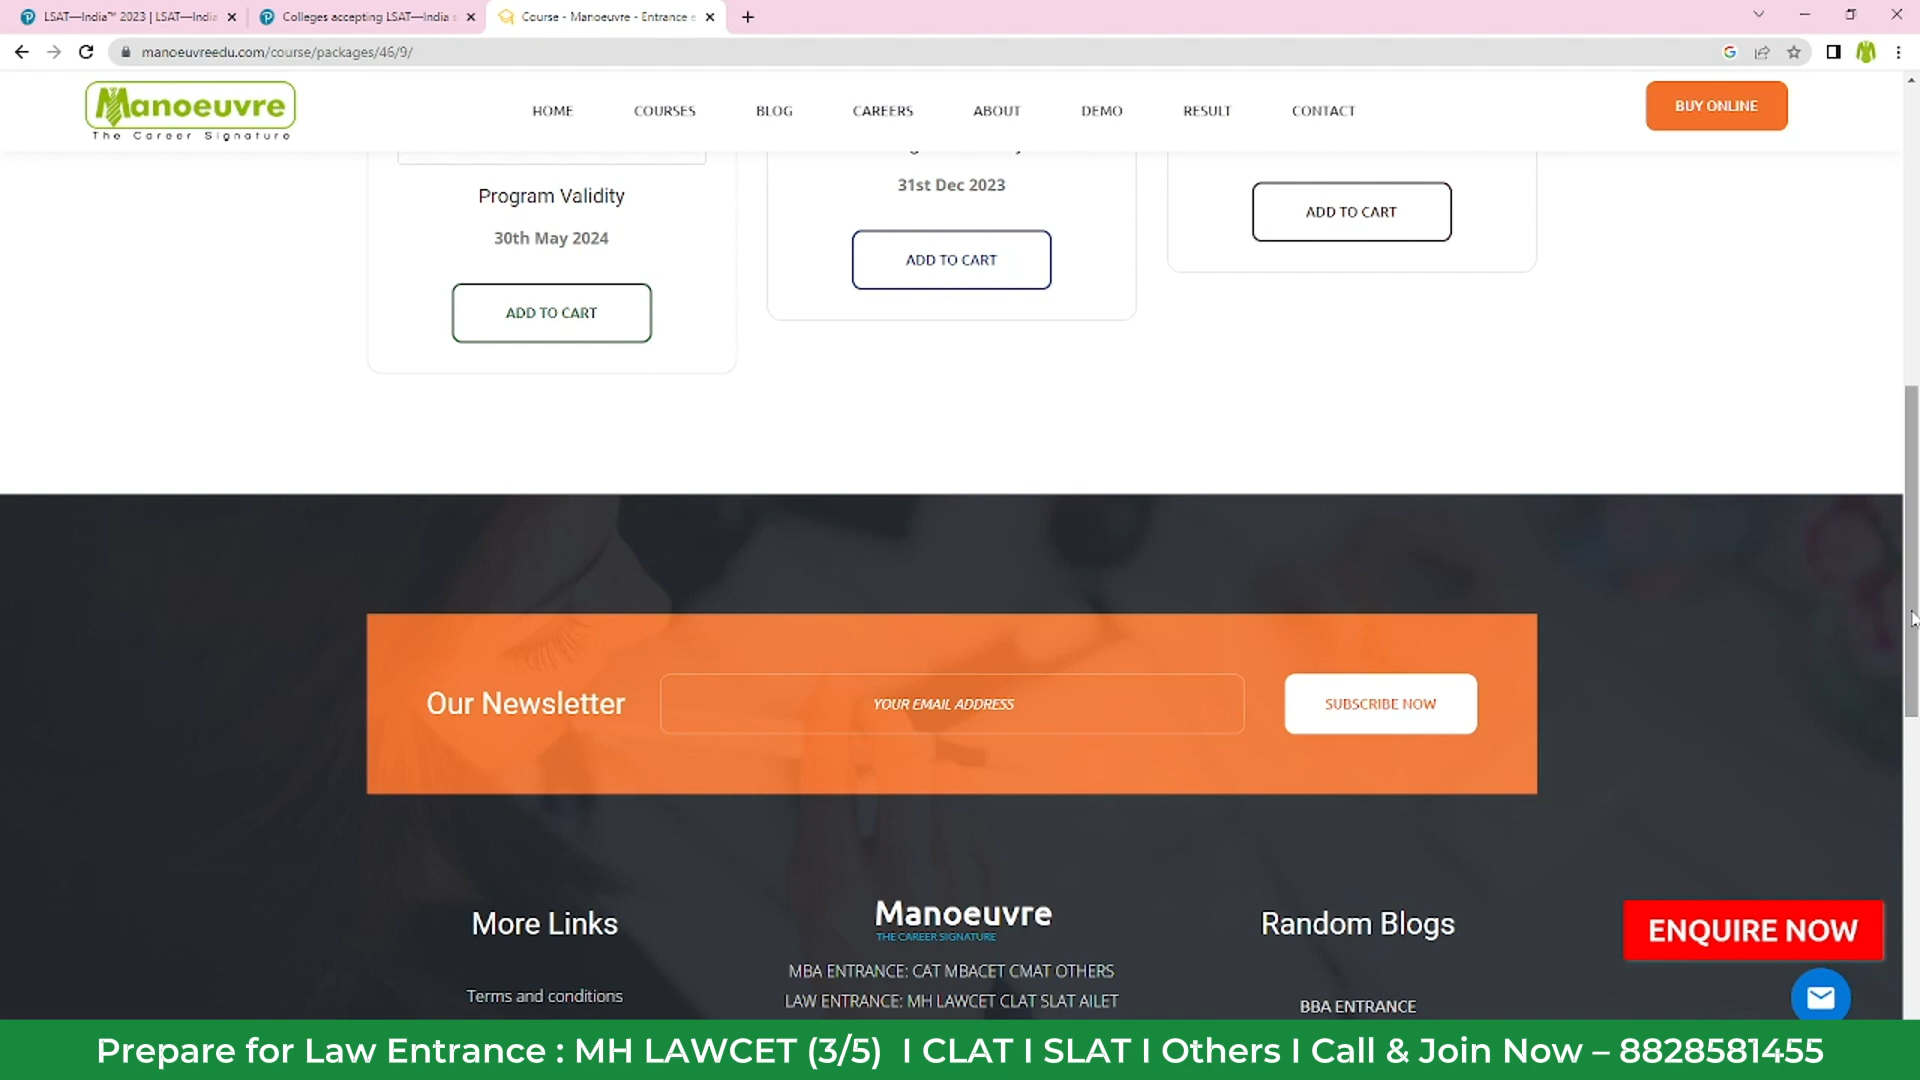 LSAT—India™ 2023 | LSAT—India
Colleges accepting LSAT—India
Course - Manoeuvre - Entrance e
manoeuvreedu.com/course/packages/46/9/
Manoeuvre
The Career Signature
HOME
COURSES
BLOG
CAREERS
ABOUT
DEMO
RESULT
CONTACT
BUY ONLINE
Program Validity
30th May 2024
ADD TO CART
31st Dec 2023
ADD TO CART
ADD TO CART
Our Newsletter
YOUR EMAIL ADDRESS
SUBSCRIBE NOW
More Links
Terms and conditions
Manoeuvre
THE CAREER SIGNATURE
MBA ENTRANCE: CAT MBACET CMAT OTHERS
LAW ENTRANCE: MH LAWCET CLAT SLAT AILET
Random Blogs
BBA ENTRANCE
ENQUIRE NOW
Prepare for Law Entrance : MH LAWCET (3/5) I CLAT I SLAT I Others I Call & Join Now – 8828581455